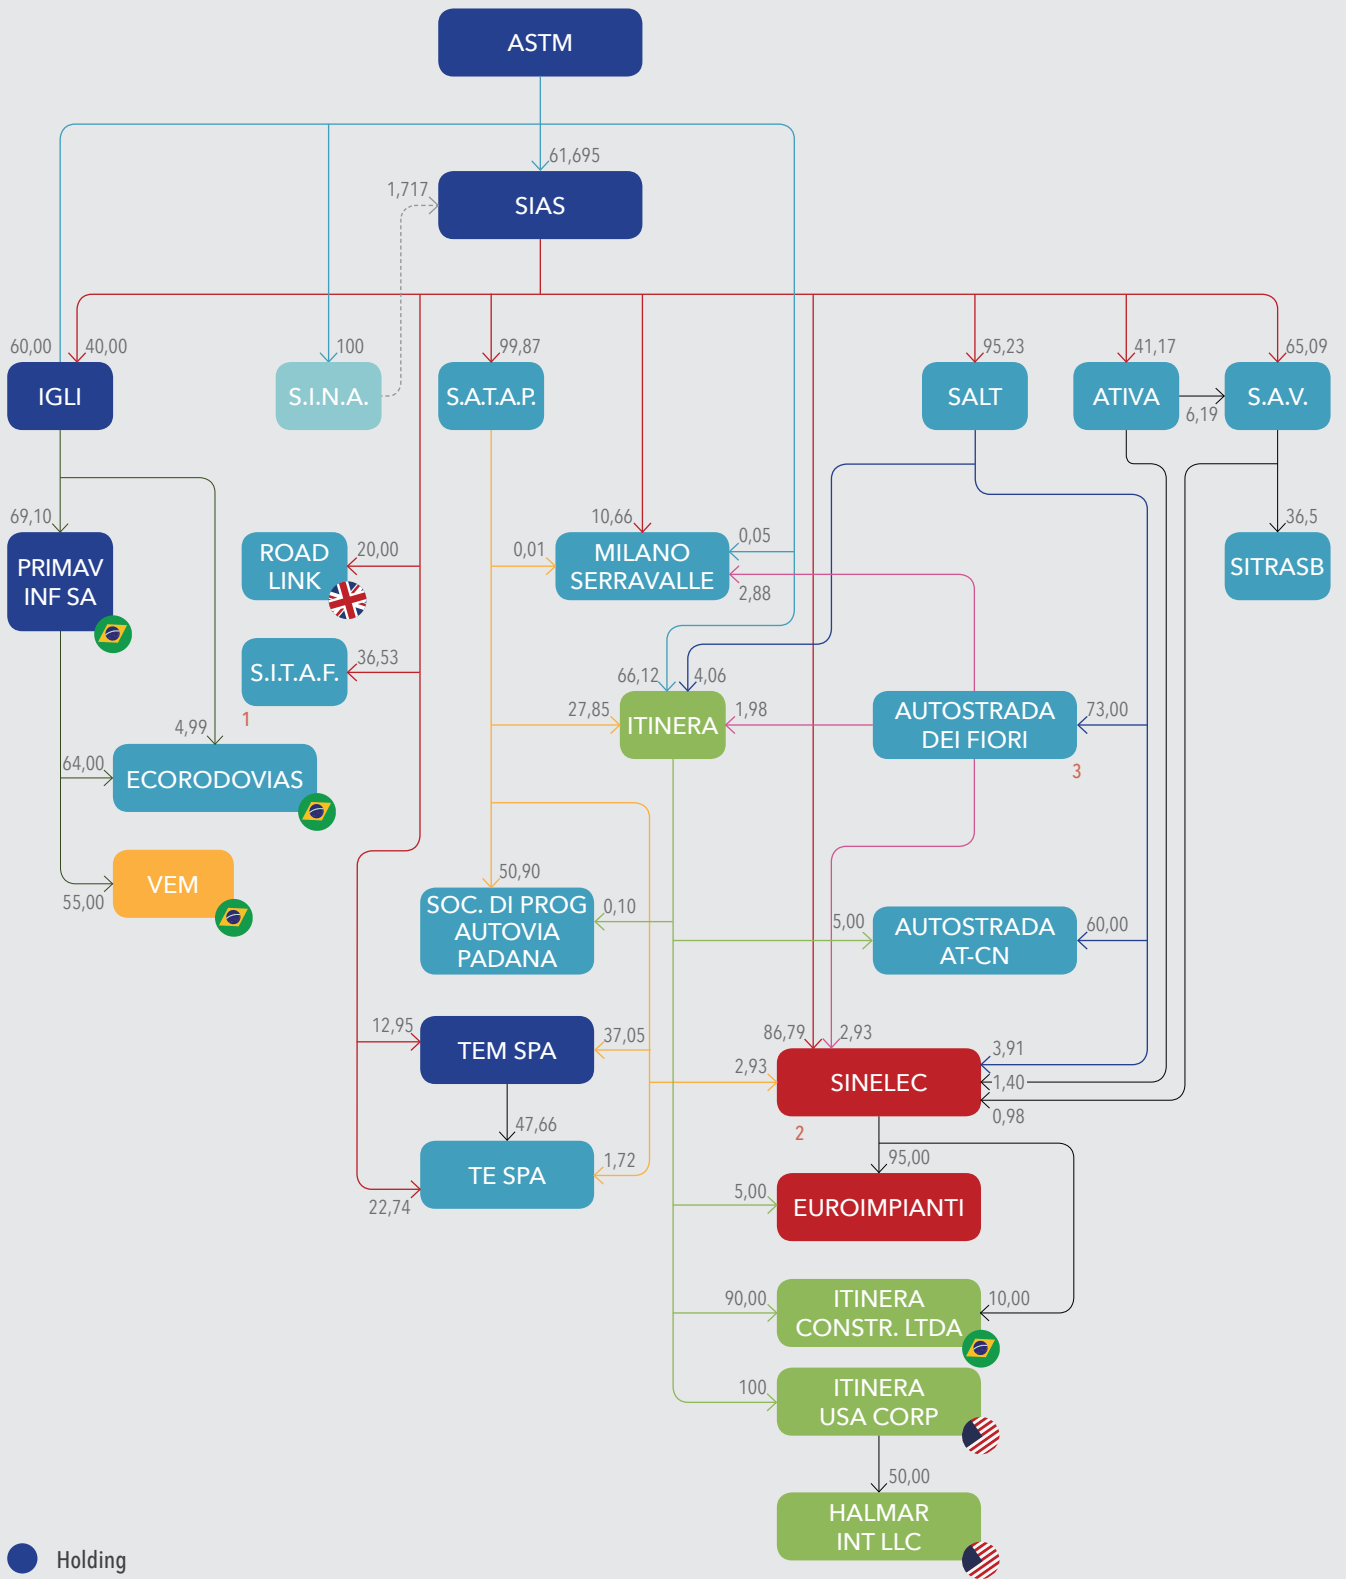 ASTM
61,695
1,717
SIAS
60,00
40,00
100
99,87
95,23
41,17
65,09
IGLI
S.I.N.A.
S.A.T.A.P.
SALT
ATIVA
6,19
S.A.V.
69,10
10,66
36,5
PRIMAV
INF SA
ROAD
LINK
20,00
0,01
MILANO
SERRAVALLE
0,05
2,88
SITRASB
S.I.T.A.F.
36,53
1
66,12
4,06
4,99
27,85
ITINERA
1,98
AUTOSTRADA
DEI FIORI
73,00
3
64,00
ECORODOVIAS
VEM
55,00
50,90
SOC. DI PROG
AUTOVIA
PADANA
0,10
5,00
AUTOSTRADA
AT-CN
60,00
12,95
TEM SPA
37,05
86,79
2,93
2,93
SINELEC
3,91
1,40
0,98
2
47,66
TE SPA
1,72
22,74
95,00
5,00
EUROIMPIANTI
90,00
ITINERA
CONSTR. LTDA
10,00
100
ITINERA
USA CORP
50,00
HALMAR
INT LLC
Holding